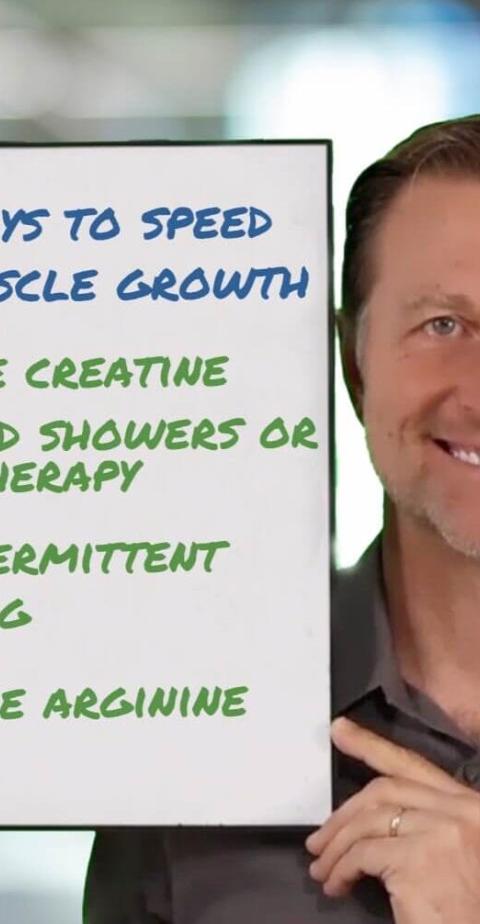 YS TO SPEED
SCLE GROWTH
E CREATINE
D SHOWERS OR
HERAPY
ERMITTENT
G
E ARGININE